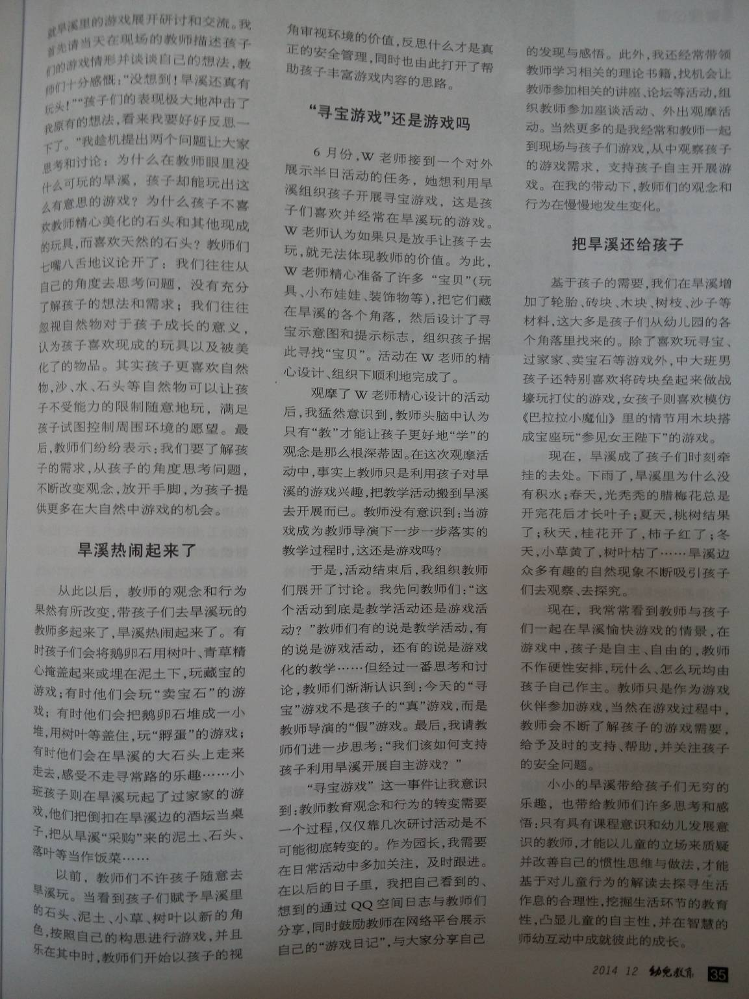 就旱溪里的游戏展开研讨和交流。我
首先请当天在现场的教师描述孩子
们的游戏情形并谈谈自己的想法,教
师们十分感慨:“没想到!旱溪还真有
玩头!”“孩子们的表现极大地冲击了
我原有的想法,看来我要好好反思一
下了。”我趁机提出两个问题让大家
思考和讨论:为什么在教师眼里没
什么可玩的旱溪,孩子却能玩出这
么有意思的游戏?为什么孩子不喜
欢教师精心美化的石头和其他现成
的玩具,而喜欢天然的石头?教师们
七嘴八舌地议论开了:我们往往从
自己的角度去思考问题,没有充分
了解孩子的想法和需求;我们往往
忽视自然物对于孩子成长的意义,
认为孩子喜欢现成的玩具以及被美
化了的物品。其实孩子更喜欢自然
物,沙、水、石头等自然物可以让孩
子不受能力的限制随意地玩,满足
孩子试图控制周围环境的愿望。最
后,教师们纷纷表示:我们要了解孩
子的需求,从孩子的角度思考问题,
不断改变观念,放开手脚,为孩子提
供更多在大自然中游戏的机会。
旱溪热闹起来了
从此以后,教师的观念和行为
果然有所改变,带孩子们去旱溪玩的
教师多起来了,旱溪热闹起来了。有
时孩子们会将鹅卵石用树叶、青草精
心掩盖起来或埋在泥土下,玩藏宝的
游戏;有时他们会玩“卖宝石”的游
戏;有时他们会把鹅卵石堆成一小
堆,用树叶等盖住,玩“孵蛋”的游戏;
有时他们会在旱溪的大石头上走来
走去,感受不走寻常路的乐趣……小
班孩子则在旱溪玩起了过家家的游
戏,他们把倒扣在旱溪边的酒坛当桌
子,把从旱溪“采购”来的泥土、石头、
落叶等当作饭菜……
以前,教师们不许孩子随意去
旱溪玩。当看到孩子们赋予旱溪里
的石头、泥土、小草、树叶以新的角
色,按照自己的构思进行游戏,并且
乐在其中时,教师们开始以孩子的视
角审视环境的价值,反思什么才是真
正的安全管理,同时也由此打开了帮
助孩子丰富游戏内容的思路。
“寻宝游戏”还是游戏吗
6 月份,W 老师接到一个对外
展示半日活动的任务,她想利用旱
溪组织孩子开展寻宝游戏,这是孩
子们喜欢并经常在旱溪玩的游戏。
W 老师认为如果只是放手让孩子去
玩,就无法体现教师的价值。为此,
W 老师精心准备了许多“宝贝”(玩
具、小布娃娃、装饰物等),把它们藏
在旱溪的各个角落,然后设计了寻
宝示意图和提示标志,组织孩子据
此寻找“宝贝”。活动在 W 老师的精
心设计、组织下顺利地完成了。
观摩了 W 老师精心设计的活动
后,我猛然意识到,教师头脑中认为
只有“教”才能让孩子更好地“学”的
观念是那么根深蒂固。在这次观摩活
动中,事实上教师只是利用孩子对旱
溪的游戏兴趣,把教学活动搬到旱溪
去开展而已。教师没有意识到:当游
戏成为教师导演下一步一步落实的
教学过程时,这还是游戏吗?
于是,活动结束后,我组织教师
们展开了讨论。我先问教师们:“这
个活动到底是教学活动还是游戏活
动?”教师们有的说是教学活动,有
的说是游戏活动,还有的说是游戏
化的教学……但经过一番思考和讨
论,教师们渐渐认识到:今天的“寻
宝”游戏不是孩子的“真”游戏,而是
教师导演的“假”游戏。最后,我请教
师们进一步思考:“我们该如何支持
孩子利用旱溪开展自主游戏?”
“寻宝游戏”这一事件让我意识
到:教师教育观念和行为的转变需要
一个过程,仅仅靠几次研讨活动是不
可能彻底转变的。作为园长,我需要
在日常活动中多加关注,及时跟进。
在以后的日子里,我把自己看到的、
想到的通过 QQ 空间日志与教师们
分享,同时鼓励教师在网络平台展示
自己的“游戏日记”,与大家分享自己
的发现与感悟。此外,我还经常带领
教师学习相关的理论书籍,找机会让
教师参加相关的讲座、论坛等活动,组
织教师参加座谈活动、外出观摩活
动。当然更多的是我经常和教师一起
到现场与孩子们游戏,从中观察孩子
的游戏需求,支持孩子自主开展游
戏。在我的带动下,教师们的观念和
行为在慢慢地发生变化。
把旱溪还给孩子
基于孩子的需要,我们在旱溪增
加了轮胎、砖块、木块、树枝、沙子等
材料,这大多是孩子们从幼儿园的各
个角落里找来的。除了喜欢玩寻宝、
过家家、卖宝石等游戏外,中大班男
孩子还特别喜欢将砖块垒起来做战
壕玩打仗的游戏,女孩子则喜欢模仿
《巴拉拉小魔仙》里的情节用木块搭
成宝座玩“参见女王陛下”的游戏。
现在,旱溪成了孩子们时刻牵
挂的去处。下雨了,旱溪里为什么没
有积水;春天,光秃秃的腊梅花总是
开完花后才长叶子;夏天,桃树结果
了;秋天,桂花开了,柿子红了;冬
天,小草黄了,树叶枯了……旱溪边
众多有趣的自然现象不断吸引孩子
们去观察、去探究。
现在,我常常看到教师与孩子
们一起在旱溪愉快游戏的情景,在
游戏中,孩子是自主、自由的,教师
不作硬性安排,玩什么、怎么玩均由
孩子自己作主。教师只是作为游戏
伙伴参加游戏,当然在游戏过程中,
教师会不断了解孩子的游戏需要,
给予及时的支持、帮助,并关注孩子
的安全问题。
小小的旱溪带给孩子们无穷的
乐趣,也带给教师们许多思考和感
悟:只有具有课程意识和幼儿发展意
识的教师,才能以儿童的立场来质疑
并改善自己的惯性思维与做法,才能
基于对儿童行为的解读去探寻生活
作息的合理性,挖掘生活环节的教育
性,凸显儿童的自主性,并在智慧的
师幼互动中成就彼此的成长。
2014 12 幼儿教育 35